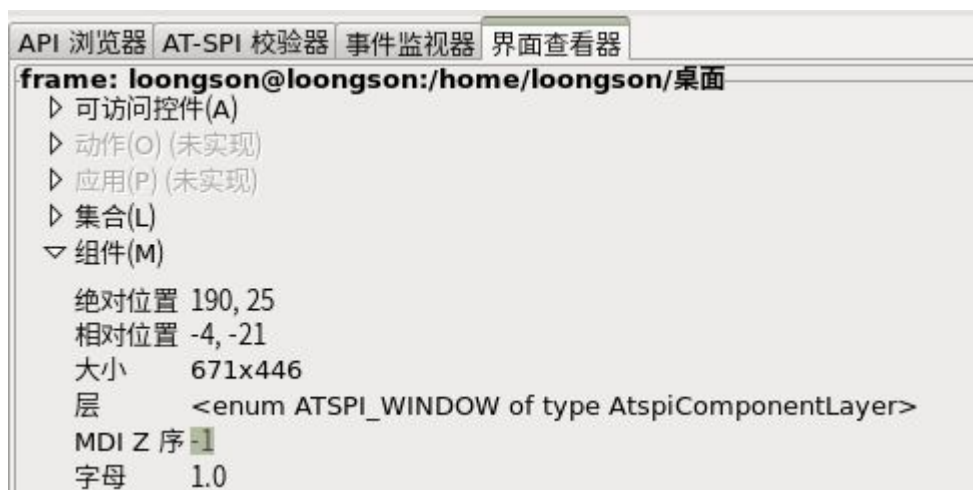 API 浏览器 AT-SPI 校验器 事件监视器 界面查看器
frame: loongson@loongson:/home/loongson/桌面
可访问控件(A)
动作(O) (未实现)
应用(P) (未实现)
集合(L)
组件(M)
绝对位置 190, 25
相对位置 -4, -21
大小 671x446
层 <enum ATSPI_WINDOW of type AtspiComponentLayer>
MDI Z 序 -1
字母 1.0